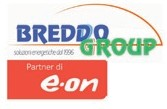 BREDDO
GROUP
soluzioni energetiche dal 1996
Partner di
e·on